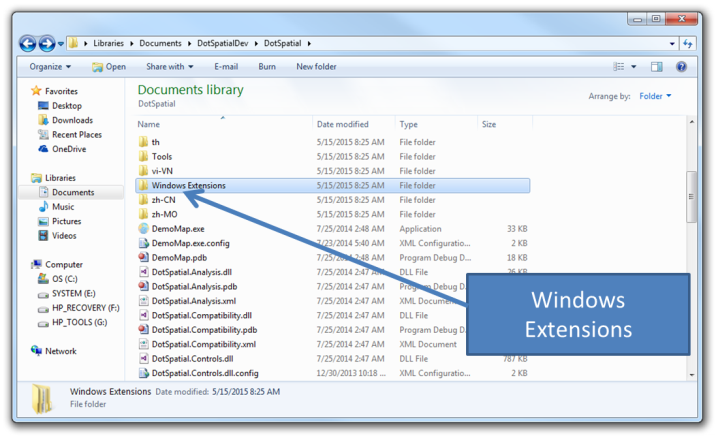 Libraries Documents DotSpatialDev DotSpatial
Organize Open Share with E-mail Burn New folder
Favorites
Desktop
Downloads
Recent Places
OneDrive
Libraries
Documents
Music
Pictures
Videos
Computer
OS (C:)
SYSTEM (E:)
HP_RECOVERY (F:)
HP_TOOLS (G:)
Network
Documents library
DotSpatial
Arrange by: Folder
Name Date modified Type Size
th 5/15/2015 8:25 AM File folder
Tools 5/15/2015 8:25 AM File folder
vi-VN 5/15/2015 8:25 AM File folder
Windows Extensions 5/15/2015 8:25 AM File folder
zh-CN 5/15/2015 8:25 AM File folder
zh-MO 5/15/2015 8:25 AM File folder
DemoMap.exe 7/25/2014 2:48 AM Application 33 KB
DemoMap.exe.config 7/23/2014 5:40 AM XML Configuratio... 2 KB
DemoMap.pdb 2:48 AM Program Debug D... 18 KB
DotSpatial.Analysis.dll 7/25/2014 2:47 AM DLL File 26 KB
DotSpatial.Analysis.pdb 7/25/2014 2:47 AM Program Debug D...
DotSpatial.Analysis.xml 7/25/2014 2:47 AM XML Document
DotSpatial.Compatibility.dll 7/25/2014 2:47 AM DLL File
DotSpatial.Compatibility.pdb 7/25/2014 2:47 AM Program Debug D...
DotSpatial.Compatibility.xml 7/25/2014 2:47 AM XML Document
DotSpatial.Controls.dll 7/25/2014 2:47 AM DLL File 787 KB
DotSpatial.Controls.dll.config 12/30/2013 10:18 ... XML Configuratio... 2 KB
Windows
Extensions
Windows Extensions Date modified: 5/15/2015 8:25 AM
File folder